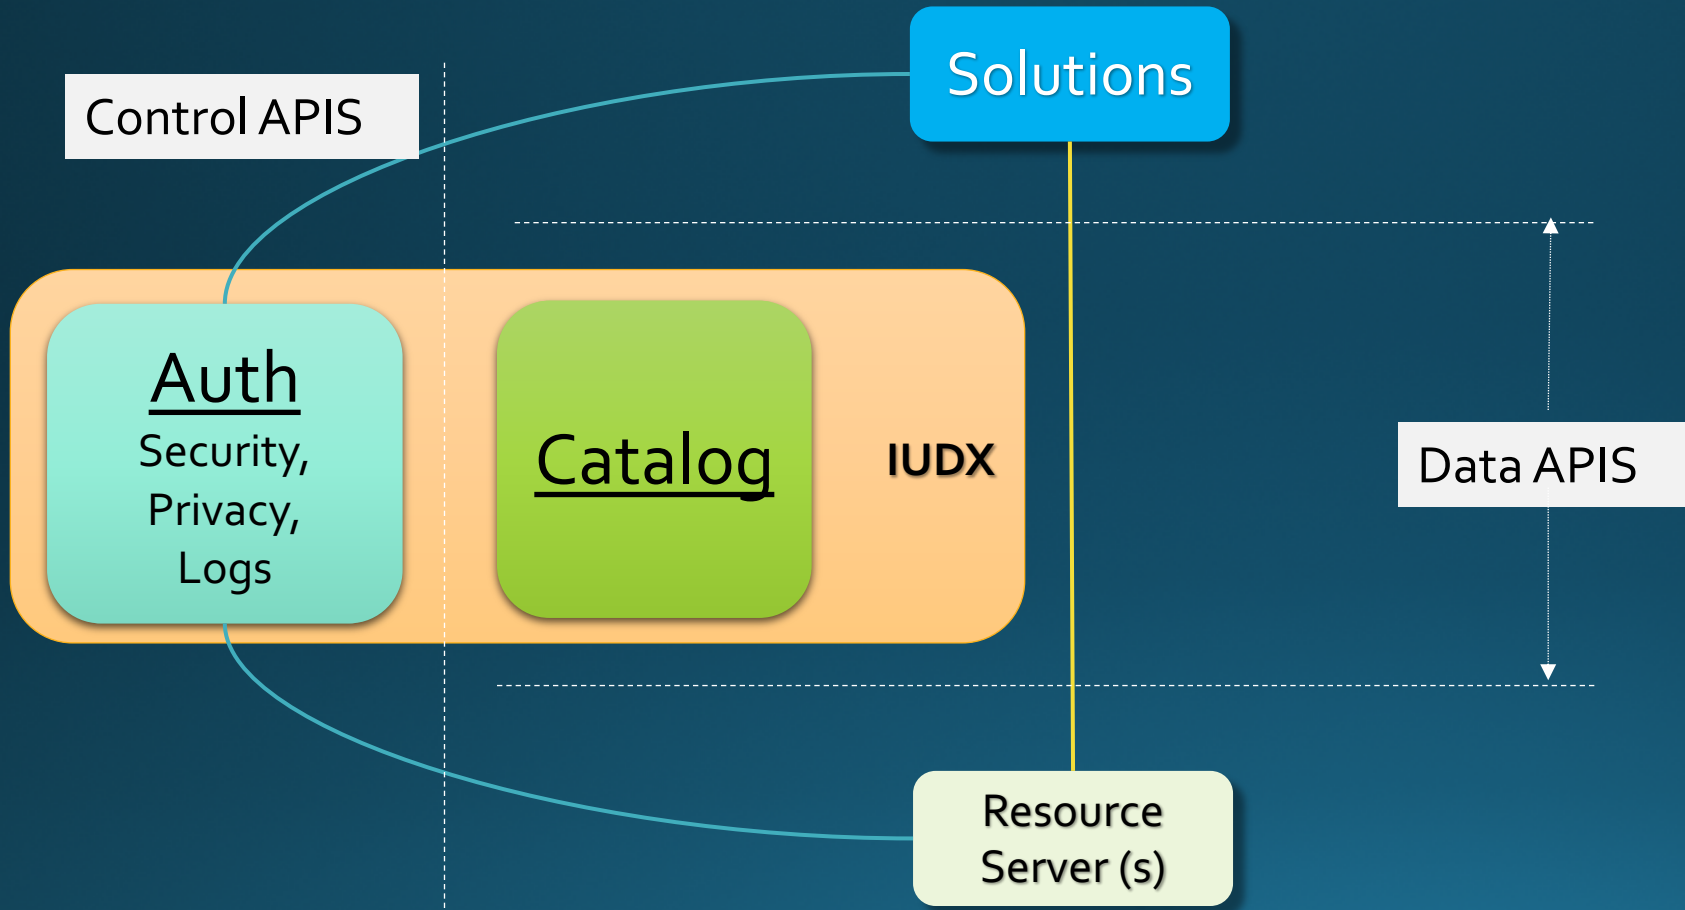 Solutions
Control APIS
Auth
Security,
Privacy,
Logs
Catalog
IUDX
Data APIS
Resource
Server (s)